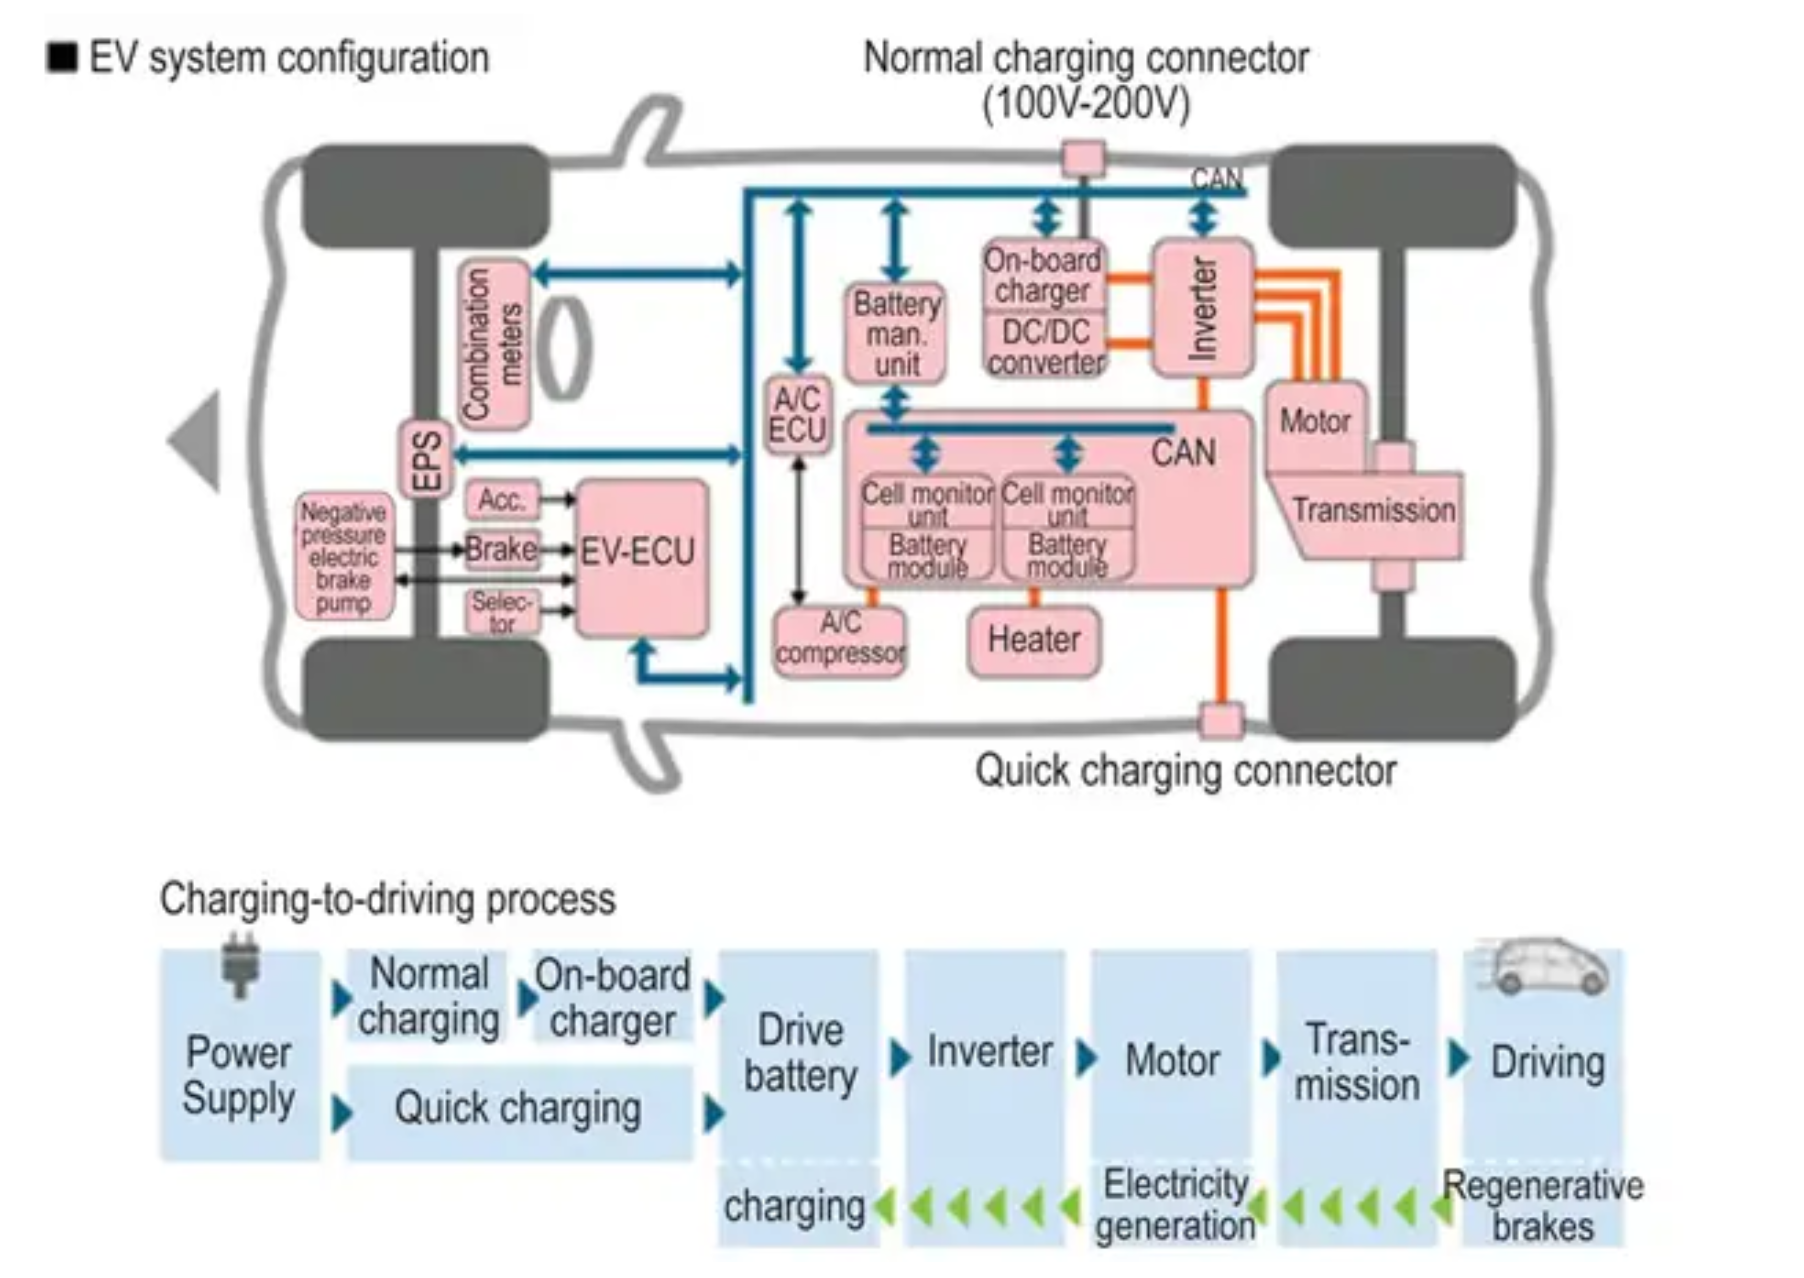 ■ EV system configuration
Normal charging connector
(100V-200V)
CAN
Combination
meters
On-board
charger
DC/DC
converter
Inverter
Battery
man.
unit
A/C
ECU
Motor
EPS
CAN
Negative
pressure
electric
brake
pump
Acc.
Brake
Selec-
tor
EV-ECU
Cell monitor
unit
Battery
module
Cell monitor
unit
Battery
module
Transmission
A/C
compressor
Heater
Quick charging connector
Charging-to-driving process
Power
Supply
Normal
charging
On-board
charger
Quick charging
Drive
battery
Inverter
Motor
Trans-
mission
Driving
charging
Electricity
generation
Regenerative
brakes